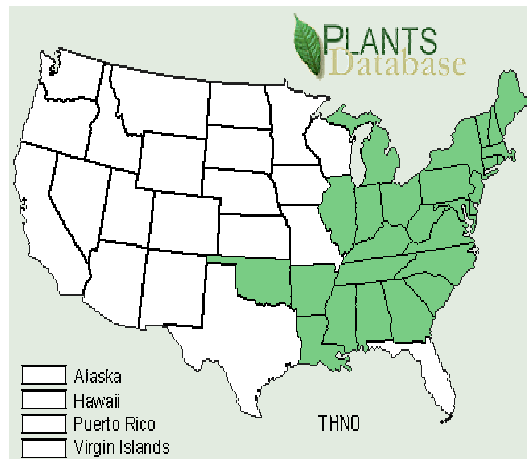 PLANTS
Database
Alaska
Hawaii
Puerto Rico
Virgin Islands
THNO